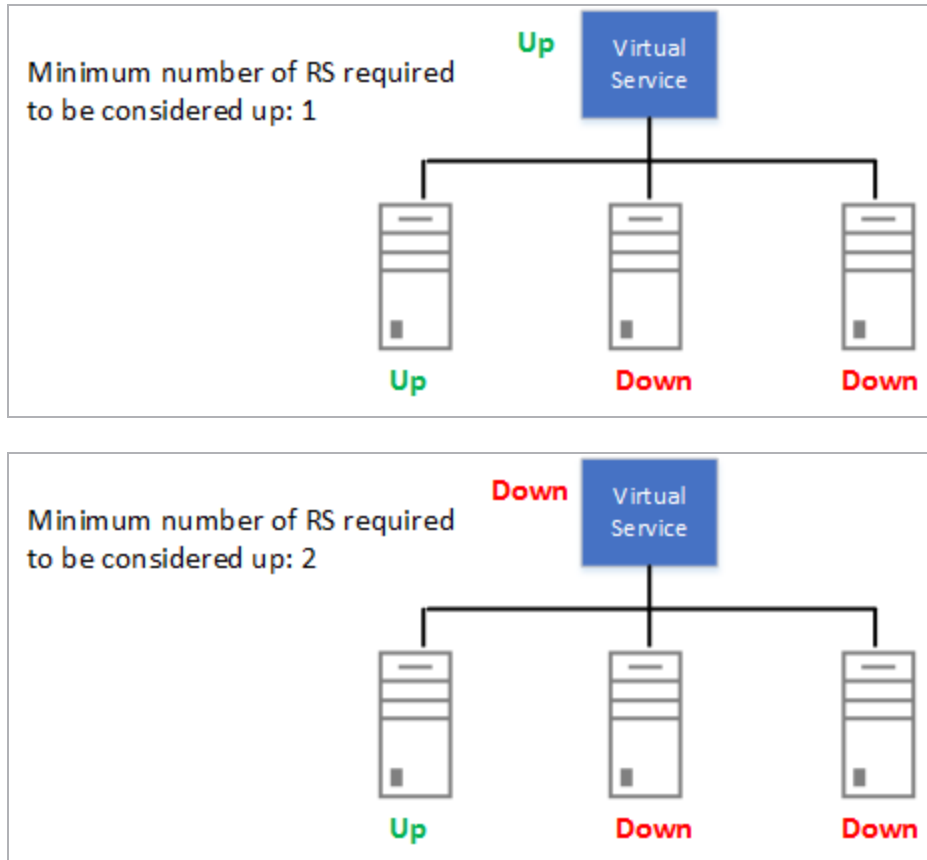 Up
Virtual
Service
Minimum number of RS required
to be considered up: 1
Up
Down
Down
Down
Virtual
Service
Minimum number of RS required
to be considered up: 2
Up
Down
Down